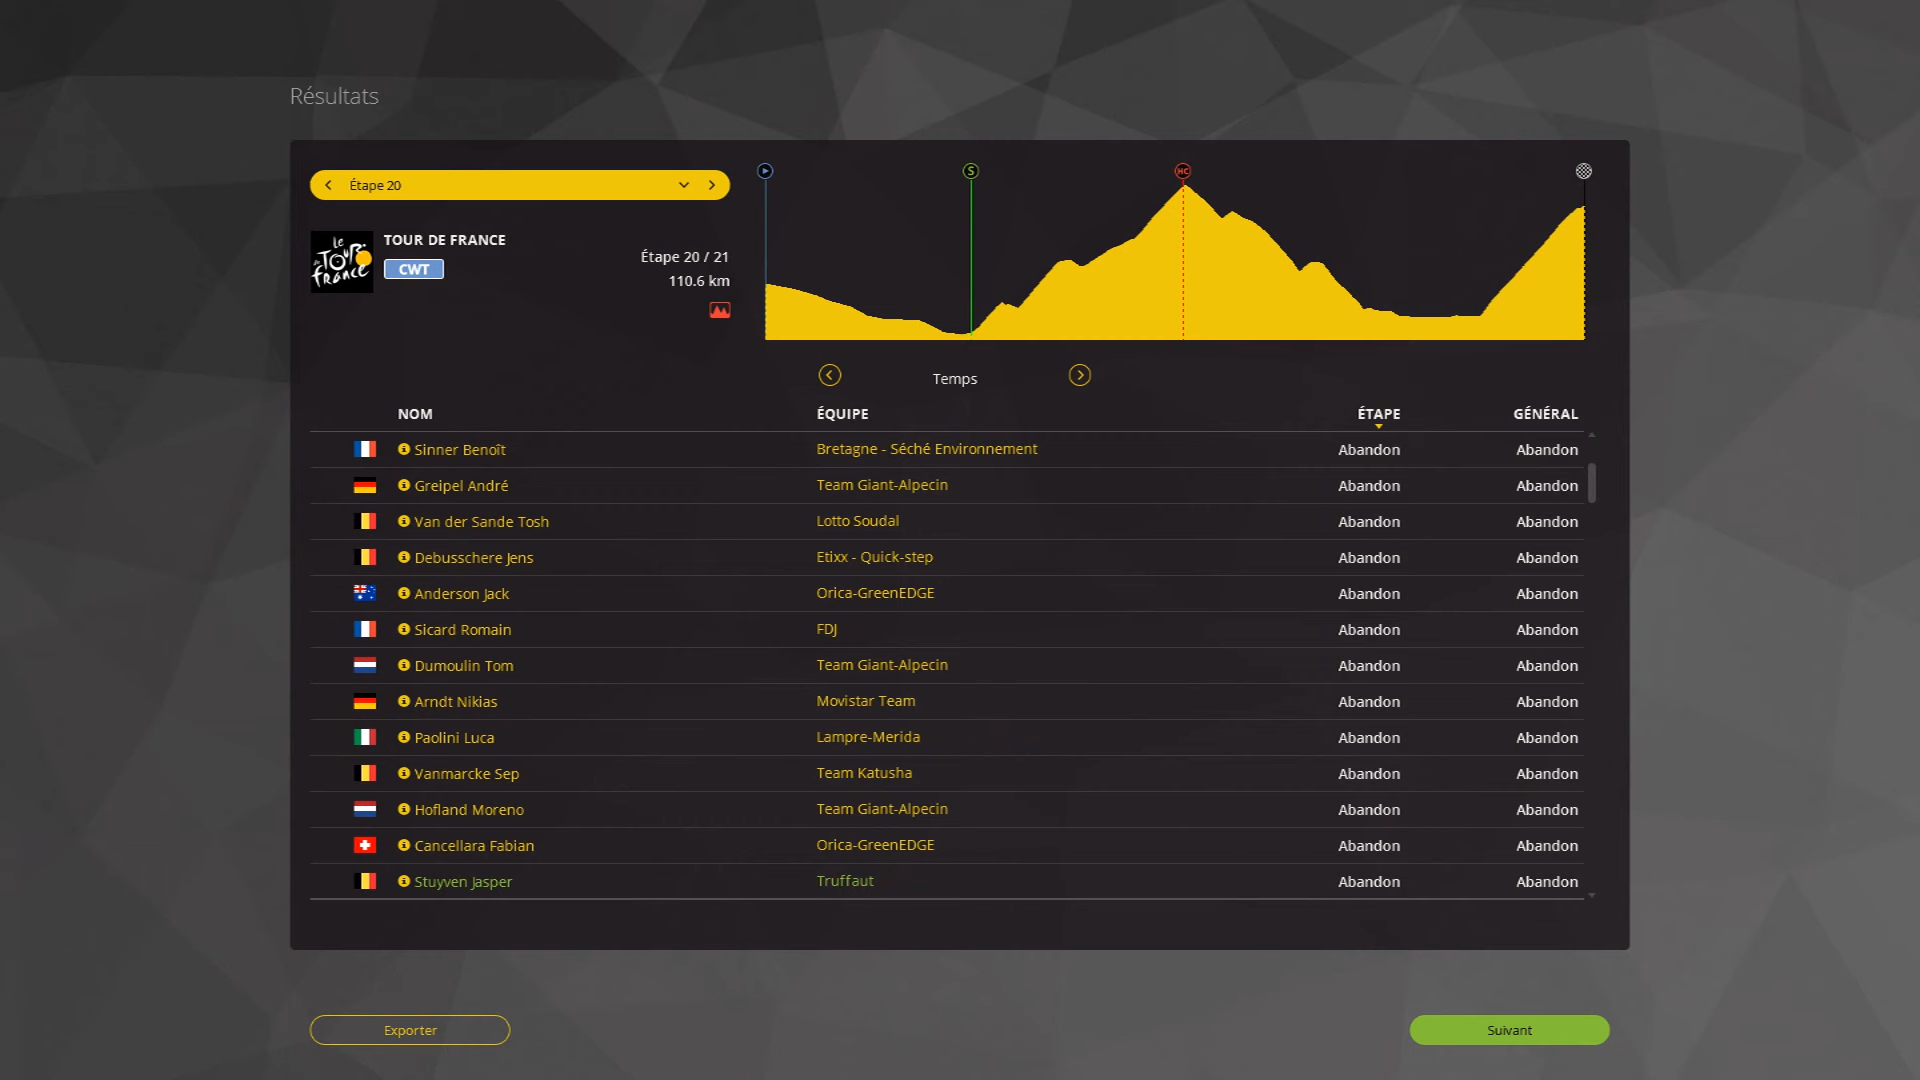 Résultats
Étape 20
le TOUR de france
TOUR DE FRANCE
CWT
Étape 20 / 21
110.6 km
S
HC
Temps
NOM ÉQUIPE ÉTAPE GÉNÉRAL
Sinner Benoît Bretagne - Séché Environnement Abandon Abandon
Greipel André Team Giant-Alpecin Abandon Abandon
Van der Sande Tosh Lotto Soudal Abandon Abandon
Debusschere Jens Etixx - Quick-step Abandon Abandon
Anderson Jack Orica-GreenEDGE Abandon Abandon
Sicard Romain FDJ Abandon Abandon
Dumoulin Tom Team Giant-Alpecin Abandon Abandon
Arndt Nikias Movistar Team Abandon Abandon
Paolini Luca Lampre-Merida Abandon Abandon
Vanmarcke Sep Team Katusha Abandon Abandon
Hofland Moreno Team Giant-Alpecin Abandon Abandon
Cancellara Fabian Orica-GreenEDGE Abandon Abandon
Stuyven Jasper Truffaut Abandon Abandon
Exporter
Suivant